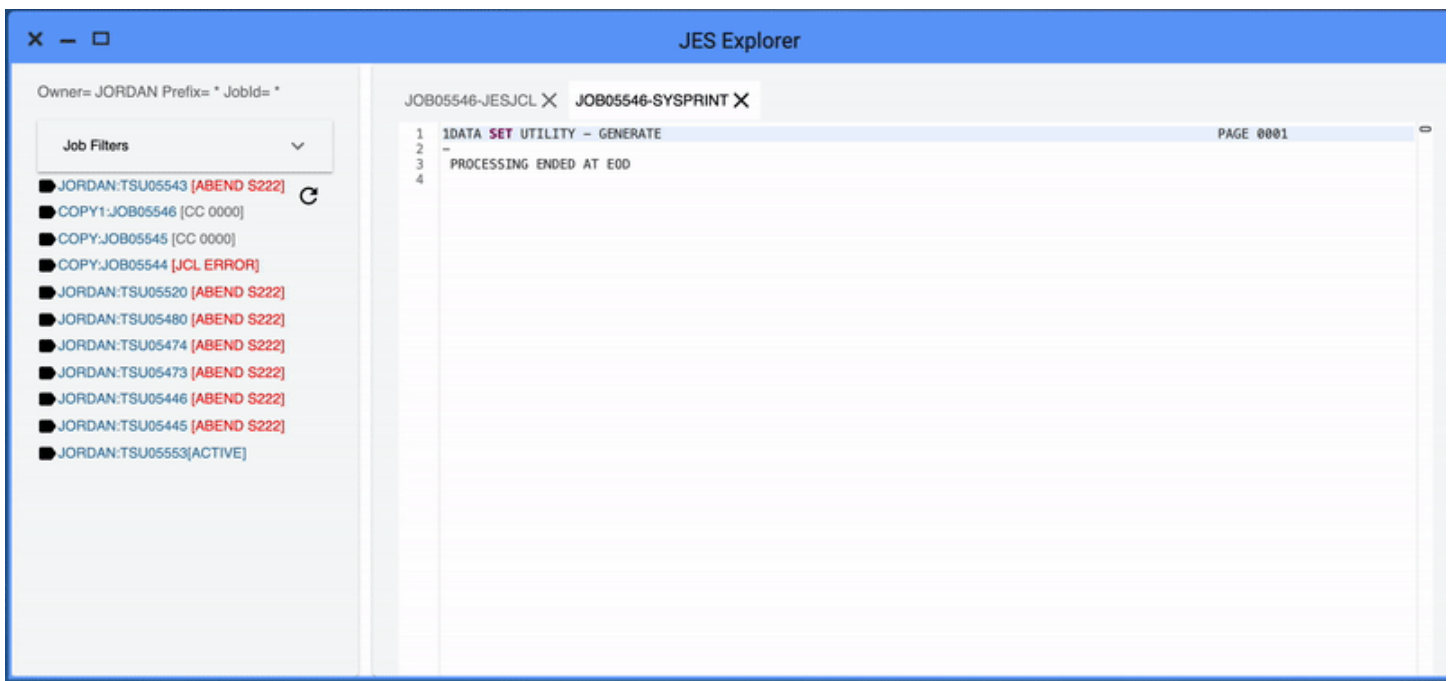 JES Explorer
Owner= JORDAN Prefix= * JobId= *
Job Filters
JORDAN:TSU05543 [ABEND S222]
COPY1:JOB05546 [CC 0000]
COPY:JOB05545 [CC 0000]
COPY:JOB05544 [JCL ERROR]
JORDAN:TSU05520 [ABEND S222]
JORDAN:TSU05480 [ABEND S222]
JORDAN:TSU05474 [ABEND S222]
JORDAN:TSU05473 [ABEND S222]
JORDAN:TSU05446 [ABEND S222]
JORDAN:TSU05445 [ABEND S222]
JORDAN:TSU05553[ACTIVE]
JOB05546-JESJCL JOB05546-SYSPRINT
1 1DATA SET UTILITY - GENERATE PAGE 0001
2 -
3 PROCESSING ENDED AT EOD
4